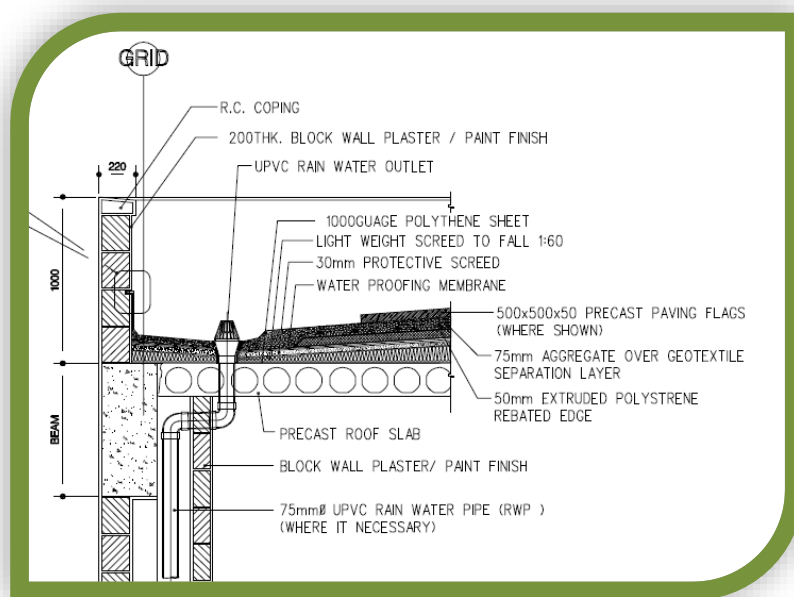 GRID
R.C. COPING
200THK. BLOCK WALL PLASTER / PAINT FINISH
220
UPVC RAIN WATER OUTLET
1000GUAGE POLYTHENE SHEET
LIGHT WEIGHT SCREED TO FALL 1:60
30mm PROTECTIVE SCREED
WATER PROOFING MEMBRANE
1000
500x500x50 PRECAST PAVING FLAGS
(WHERE SHOWN)
75mm AGGREGATE OVER GEOTEXTILE
SEPARATION LAYER
50mm EXTRUDED POLYSTRENE
REBATED EDGE
BEAM
PRECAST ROOF SLAB
BLOCK WALL PLASTER/ PAINT FINISH
75mmØ UPVC RAIN WATER PIPE (RWP )
(WHERE IT NECESSARY)